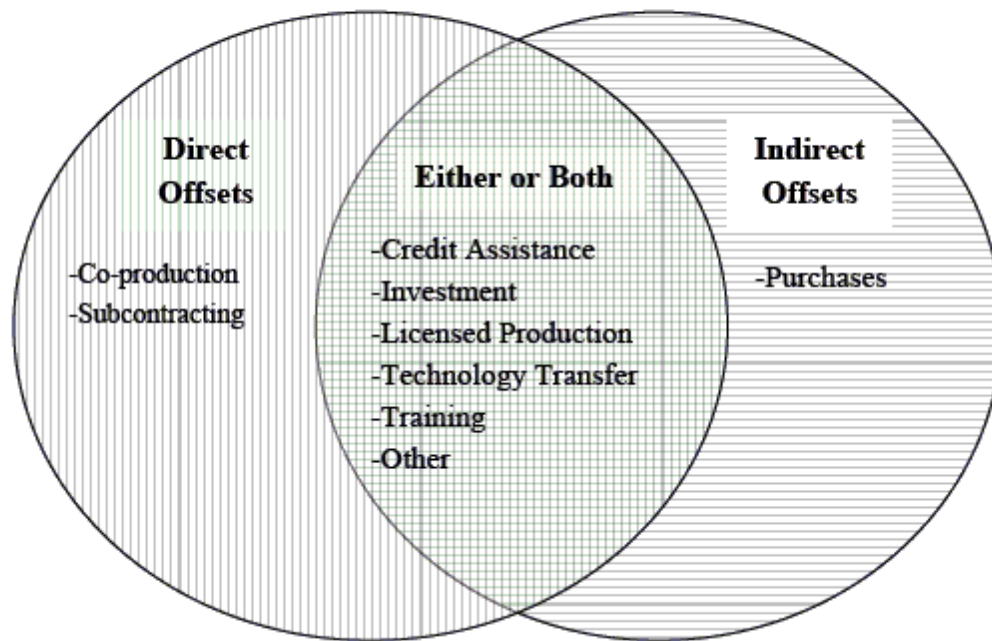 Direct
Offsets
-Co-production
-Subcontracting
Either or Both
-Credit Assistance
-Investment
-Licensed Production
-Technology Transfer
-Training
-Other
Indirect
Offsets
-Purchases